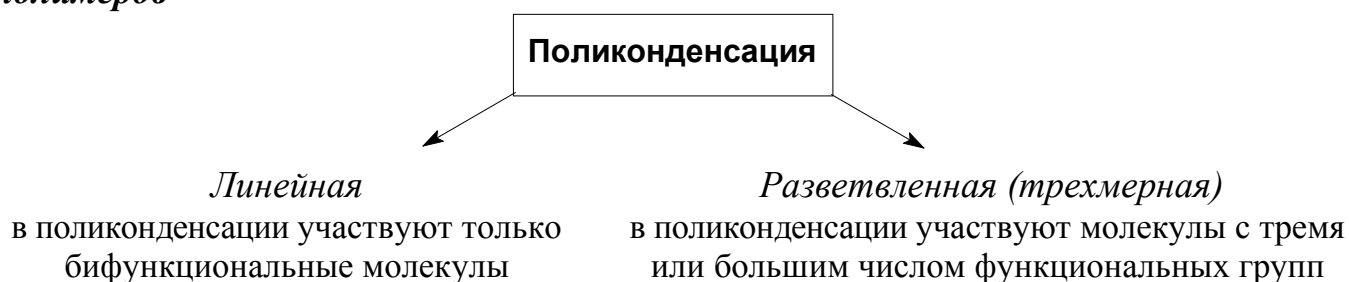 Поликонденсация
Линейная
в поликонденсации участвуют только
бифункциональные молекулы
Разветвленная (трехмерная)
в поликонденсации участвуют молекулы с тремя
или большим числом функциональных групп